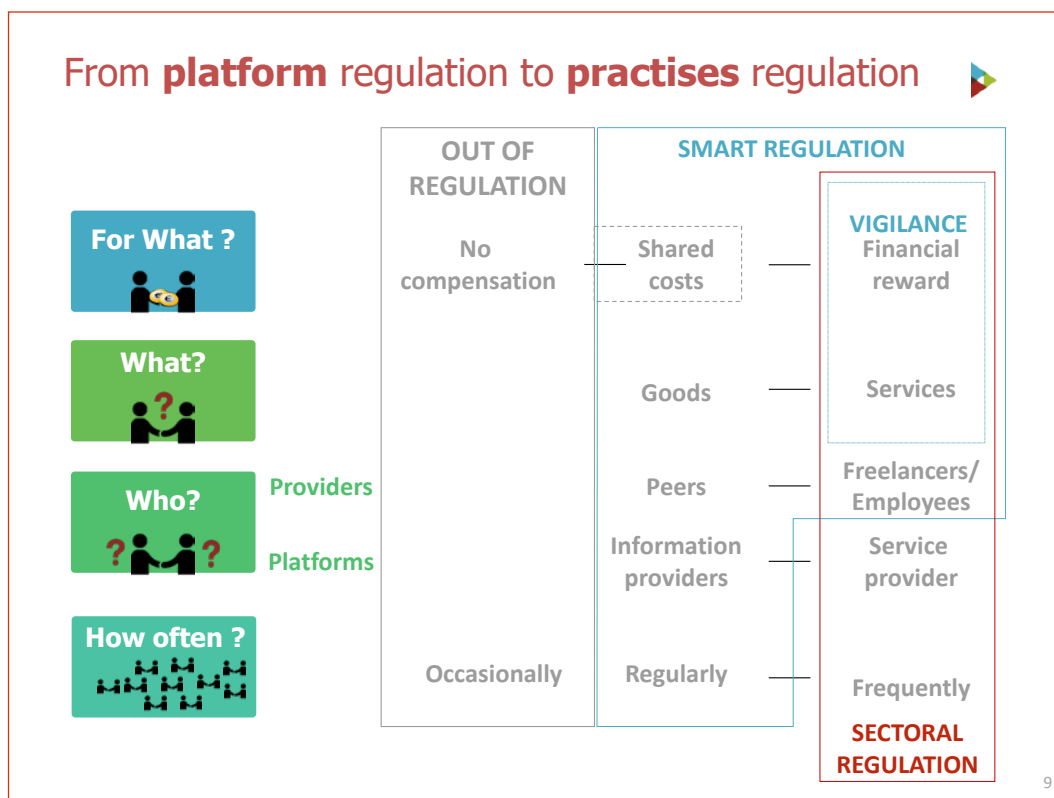 From platform regulation to practises regulation
OUT OF
REGULATION
SMART REGULATION
For What ?
No
compensation
Shared
costs
VIGILANCE
Financial
reward
What?
Goods
Services
Who?
Providers
Peers
Freelancers/
Employees
Platforms
Information
providers
Service
provider
How often ?
Occasionally
Regularly
Frequently
SECTORAL
REGULATION
9